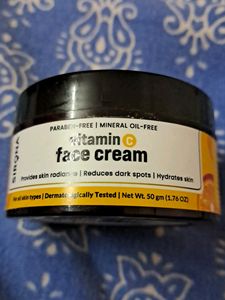 SIRONA
PARABEN-FREE | MINERAL OIL-FREE
vitamin C
face cream
Provides skin radiance | Reduces dark spots | Hydrates skin
For all skin types | Dermatologically Tested | Net Wt. 50 gm (1.76 OZ)